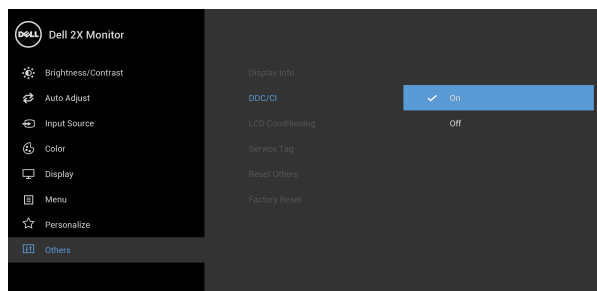 DELL
Dell 2X Monitor
Brightness/Contrast
Auto Adjust
Input Source
Color
Display
Menu
Personalize
Others
Display Info
DDC/CI
LCD Conditioning
Service Tag
Reset Others
Factory Reset
On
Off